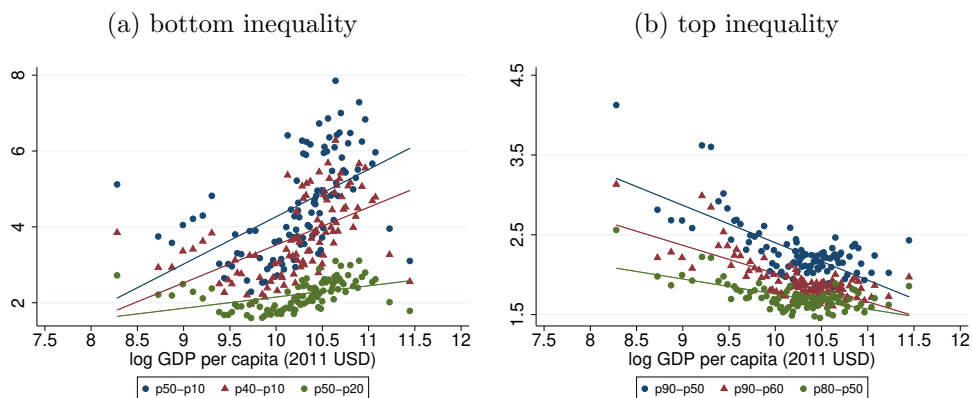 (a) bottom inequality
8
6
4
2
7.5 8 8.5 9 9.5 10 10.5 11 11.5 12
log GDP per capita (2011 USD)
p50−p10 p40−p10 p50−p20
(b) top inequality
4.5
3.5
2.5
1.5
7.5 8 8.5 9 9.5 10 10.5 11 11.5 12
log GDP per capita (2011 USD)
p90−p50 p90−p60 p80−p50